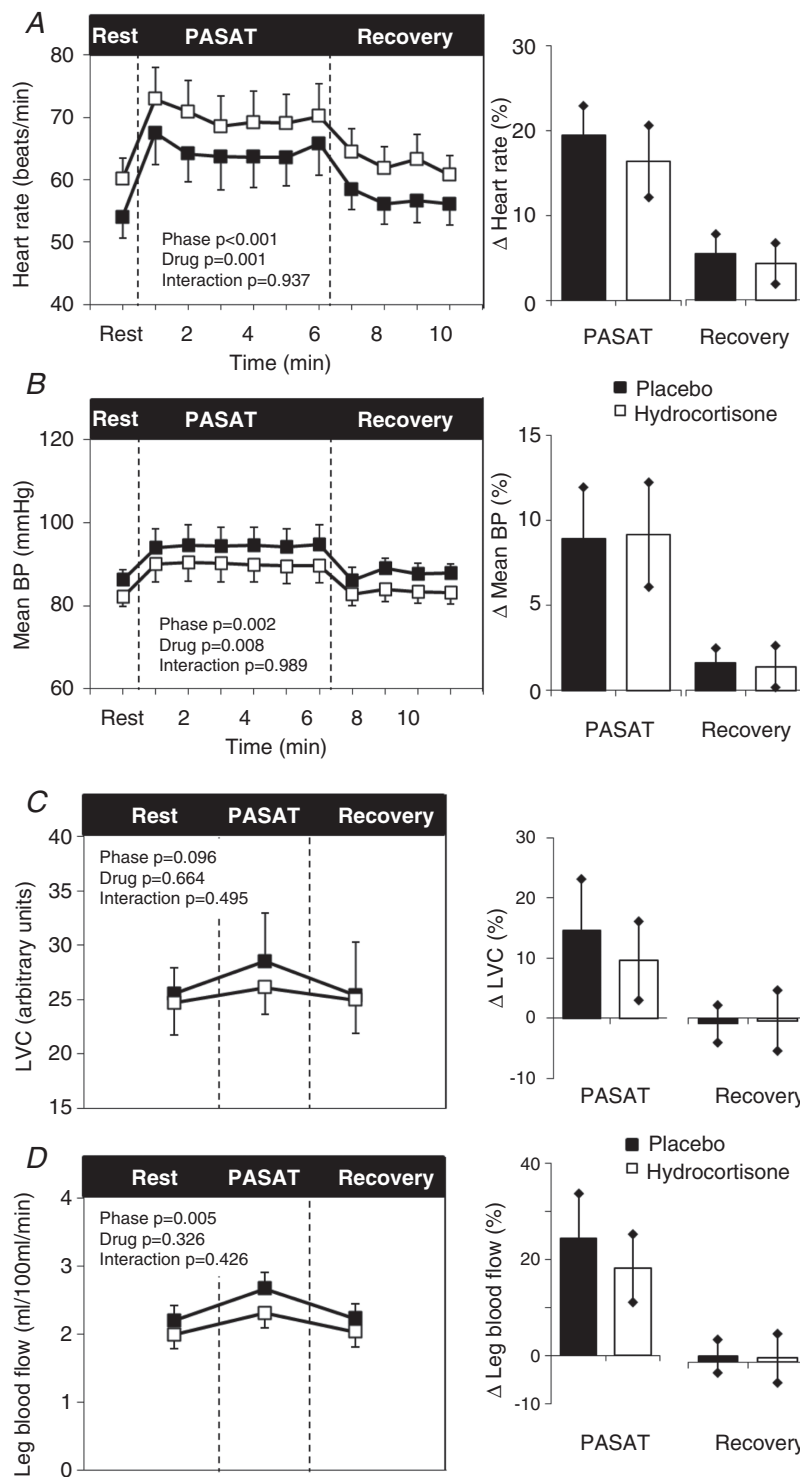 A
Rest PASAT Recovery
Heart rate (beats/min)
80
70
60
50
40
Phase p<0.001
Drug p=0.001
Interaction p=0.937
Rest 2 4 6 8 10
Time (min)
Δ Heart rate (%)
30
20
10
0
PASAT Recovery
B
Placebo
Hydrocortisone
Rest PASAT Recovery
Mean BP (mmHg)
120
100
80
60
Phase p=0.002
Drug p=0.008
Interaction p=0.989
Rest 2 4 6 8 10
Time (min)
Δ Mean BP (%)
15
10
5
0
PASAT Recovery
C
Rest PASAT Recovery
LVC (arbitrary units)
40
35
30
25
20
15
Phase p=0.096
Drug p=0.664
Interaction p=0.495
Δ LVC (%)
30
20
10
0
-10
PASAT Recovery
D
Placebo
Hydrocortisone
Rest PASAT Recovery
Leg blood flow (ml/100ml/min)
4
3
2
1
0
Phase p=0.005
Drug p=0.326
Interaction p=0.426
Δ Leg blood flow (%)
40
20
0
-10
PASAT Recovery